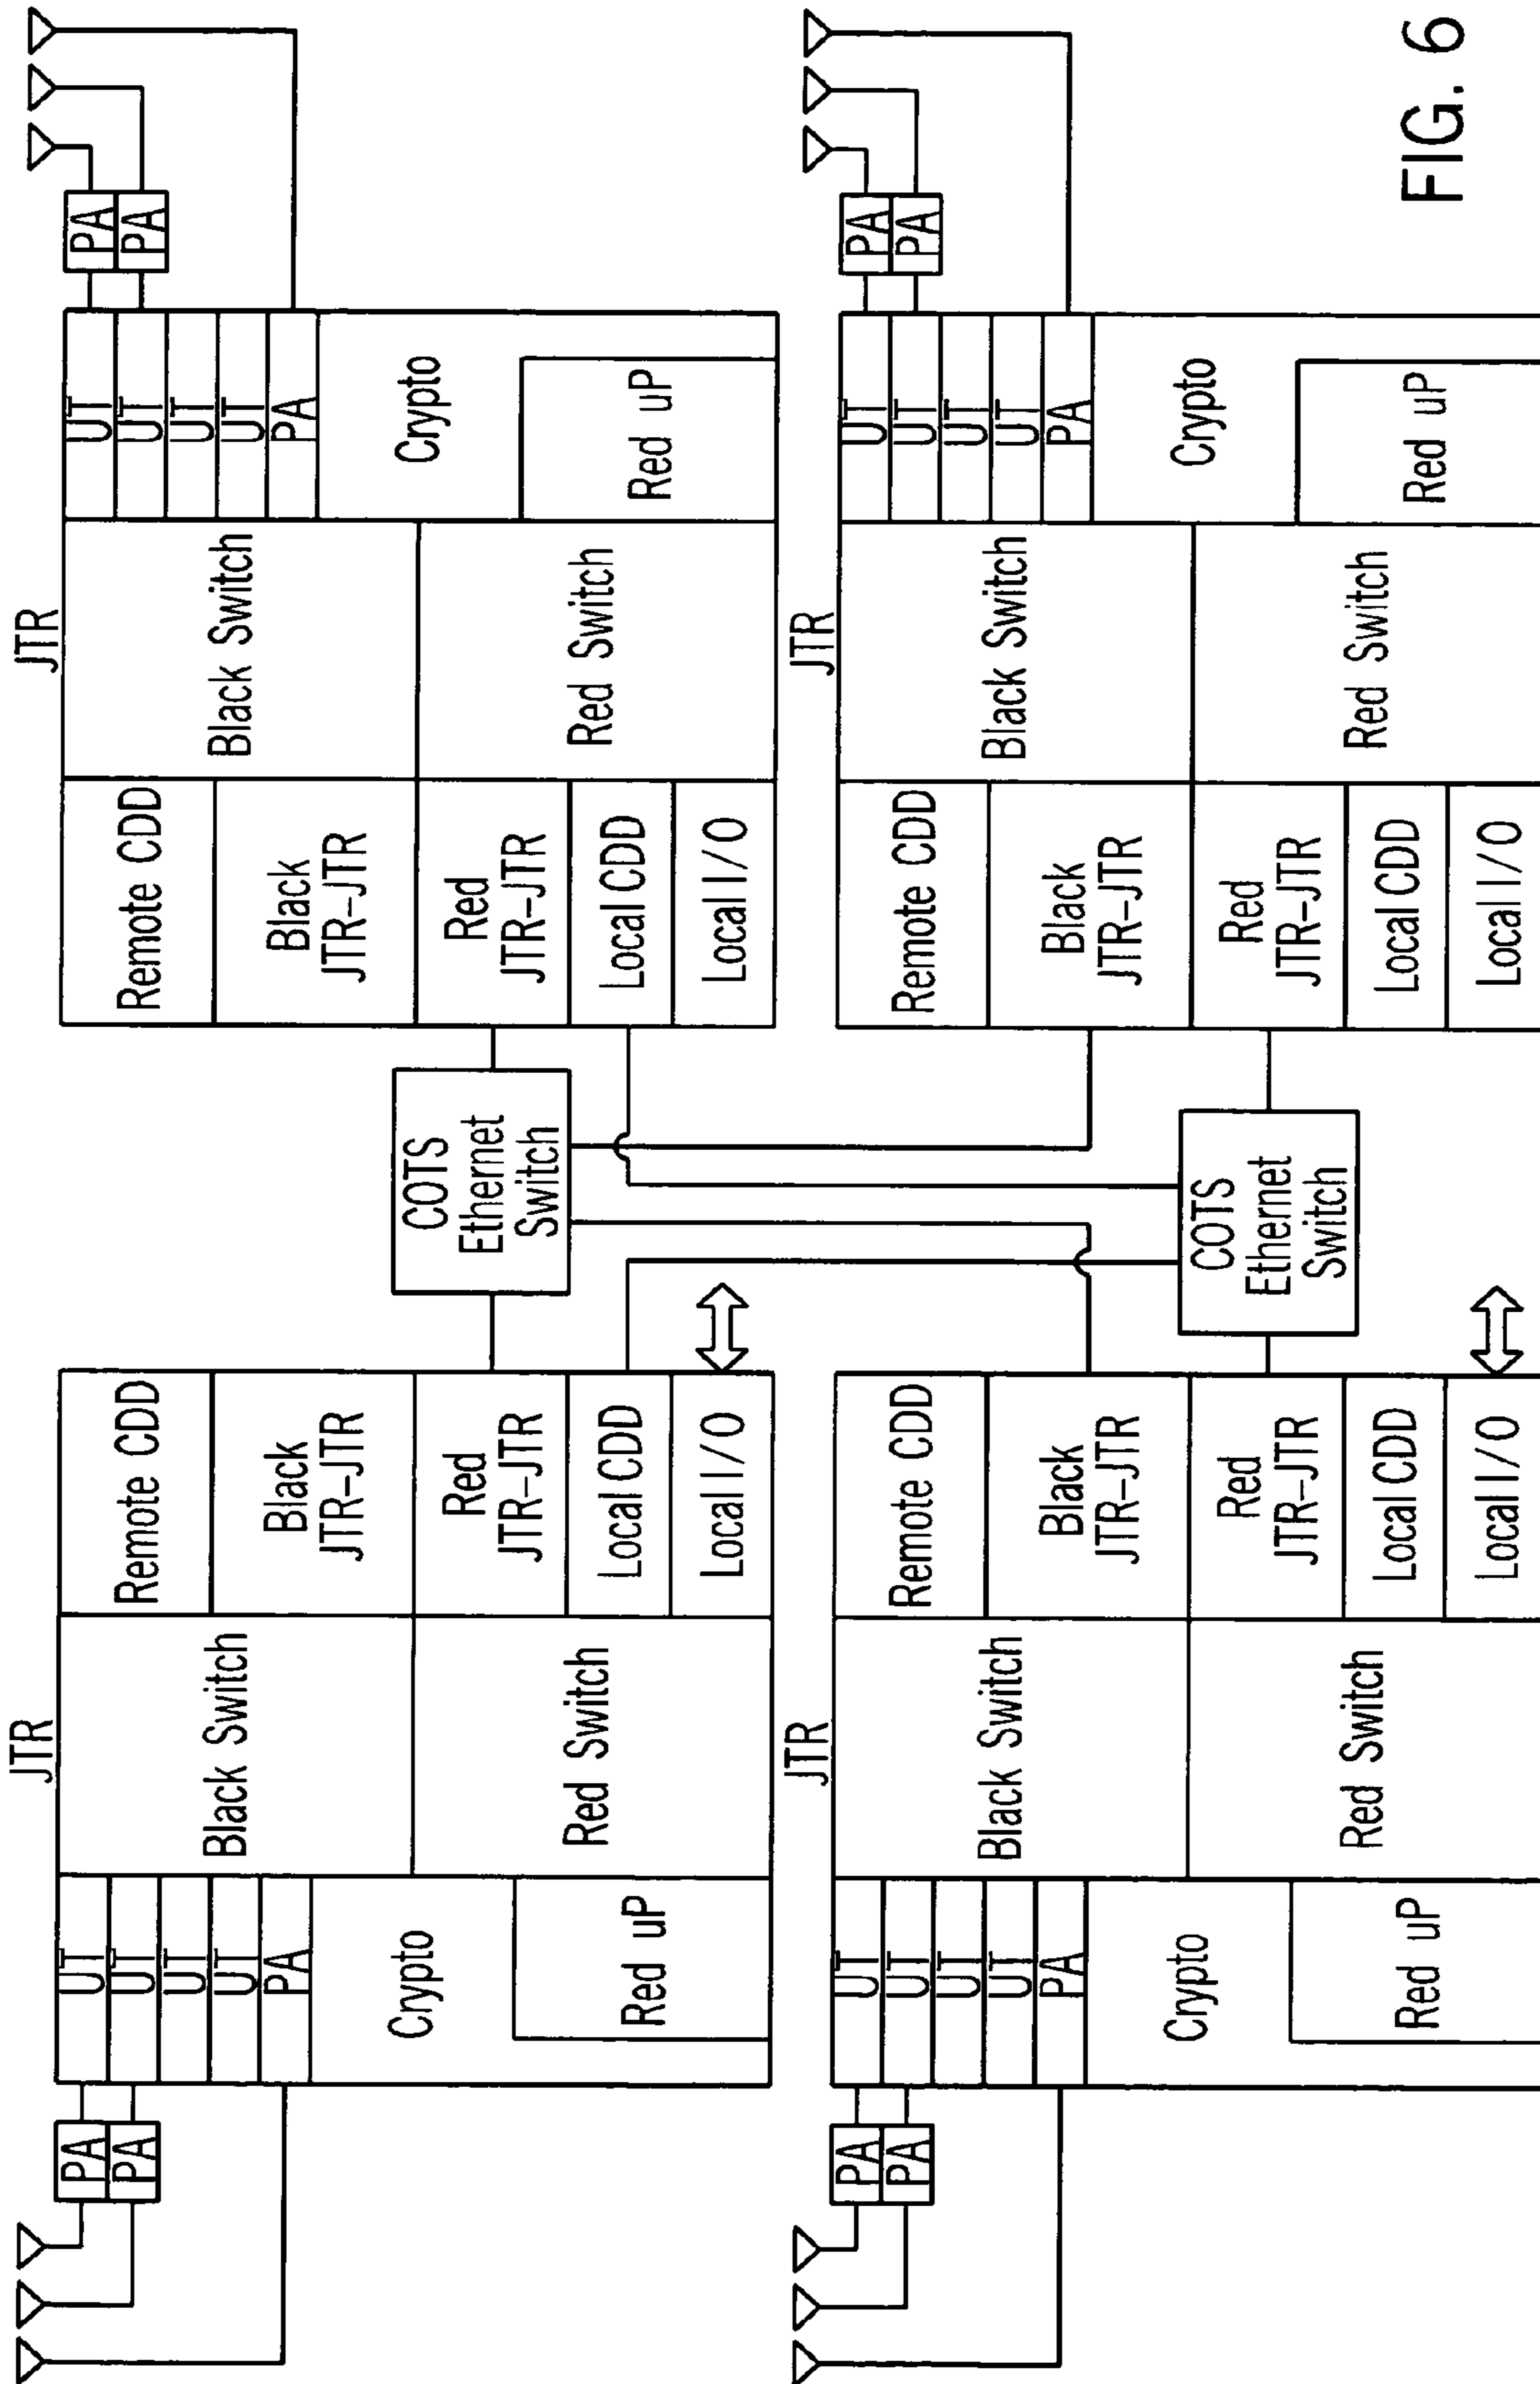 JTR
PA
PA
UT
UT
UT
UT
PA
Crypto
Red uP
Black Switch
Red Switch
Remote CDD
Black
JTR-JTR
Red
JTR-JTR
Local CDD
Local I/O
COTS
Ethernet
Switch
JTR
Remote CDD
Black
JTR-JTR
Red
JTR-JTR
Local CDD
Local I/O
Black Switch
Red Switch
UT
UT
UT
UT
PA
Crypto
Red uP
PA
PA
JTR
PA
PA
UT
UT
UT
UT
PA
Crypto
Red uP
Black Switch
Red Switch
Remote CDD
Black
JTR-JTR
Red
JTR-JTR
Local CDD
Local I/O
COTS
Ethernet
Switch
JTR
Remote CDD
Black
JTR-JTR
Red
JTR-JTR
Local CDD
Local I/O
Black Switch
Red Switch
UT
UT
UT
UT
PA
Crypto
Red uP
PA
PA
FIG. 6